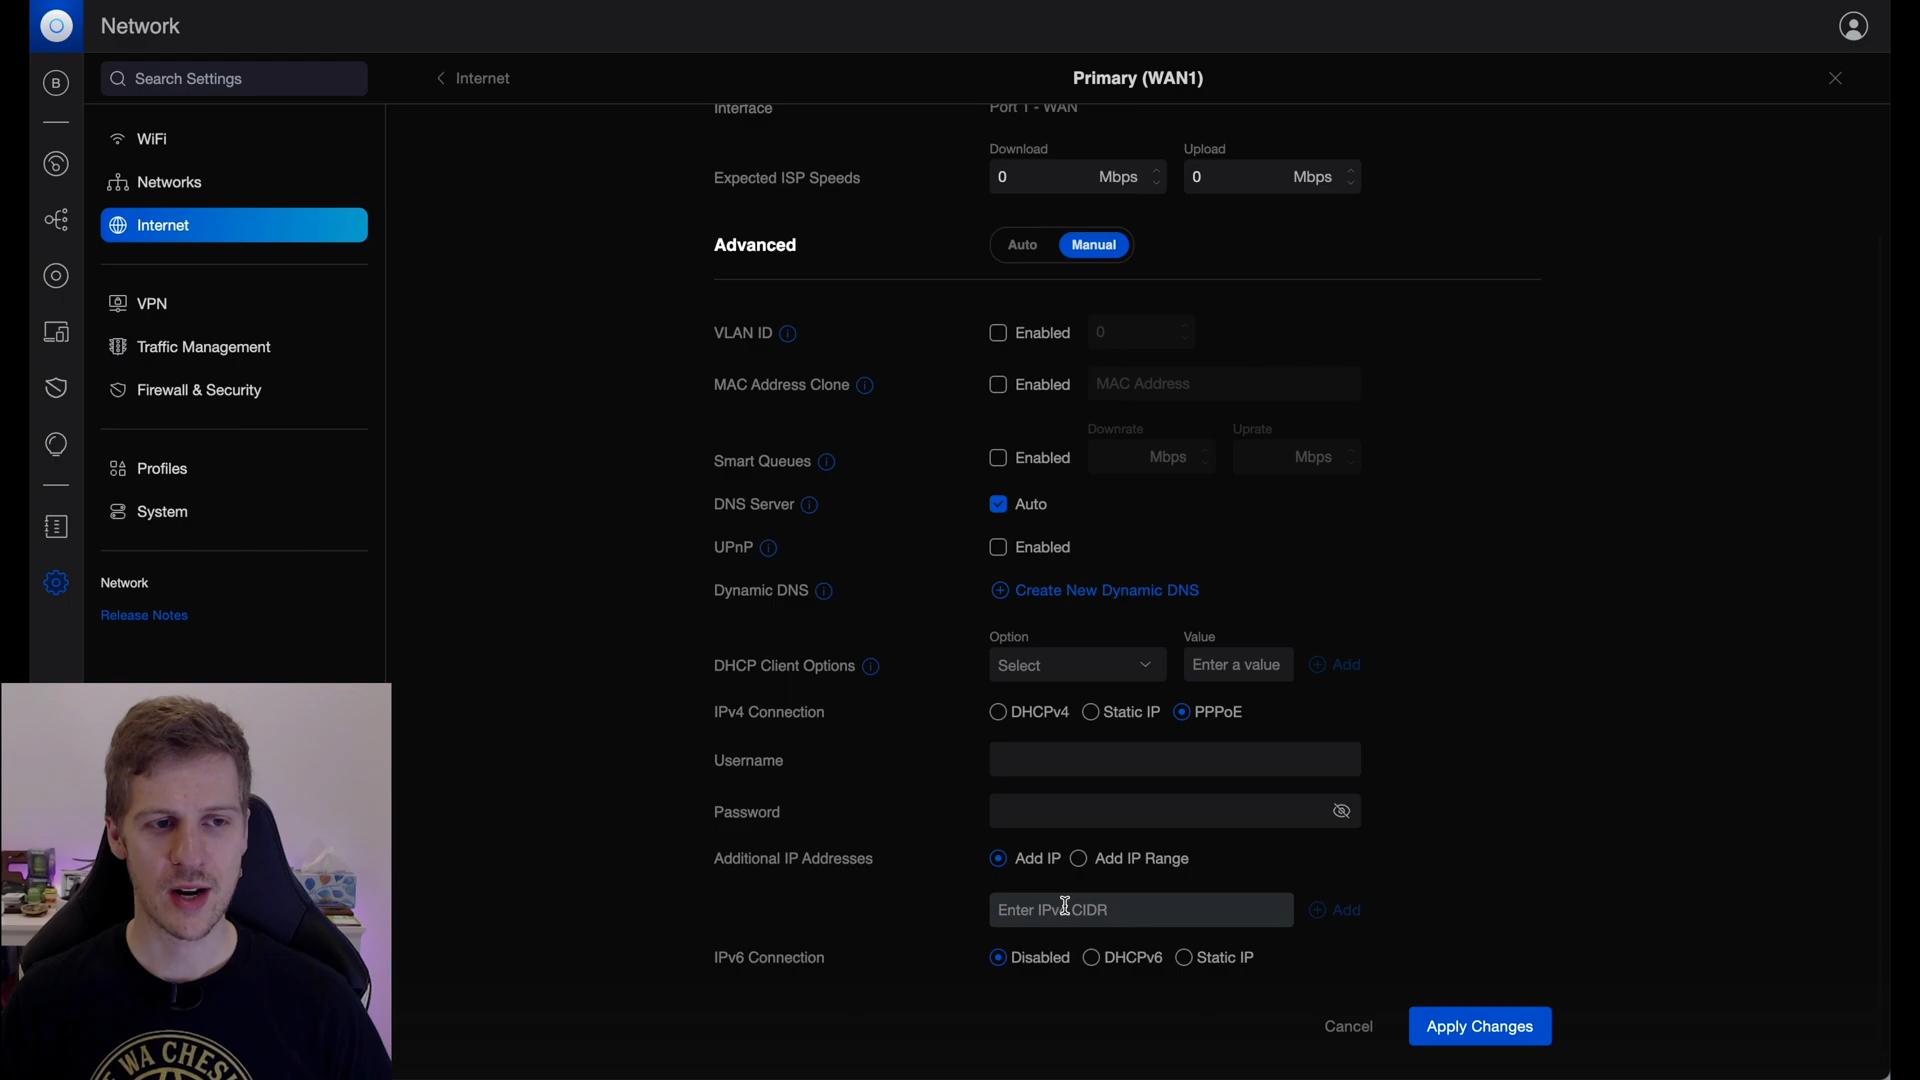 Network
Search Settings
Internet
Primary (WAN1)
B
WiFi
Networks
Internet
VPN
Traffic Management
Firewall & Security
Profiles
System
Network
Release Notes
Interface
Port 1 - WAN
Download
Upload
Expected ISP Speeds
0 Mbps
0 Mbps
Advanced
Auto
Manual
VLAN ID
Enabled
0
MAC Address Clone
Enabled
MAC Address
Downrate
Uprate
Smart Queues
Enabled
Mbps
Mbps
DNS Server
Auto
UPnP
Enabled
Dynamic DNS
Create New Dynamic DNS
Option
Value
DHCP Client Options
Select
Enter a value
Add
IPv4 Connection
DHCPv4
Static IP
PPPoE
Username
Password
Additional IP Addresses
Add IP
Add IP Range
Enter CIDR
Add
IPv6 Connection
Disabled
DHCPv6
Static IP
Cancel
Apply Changes
WA CHES